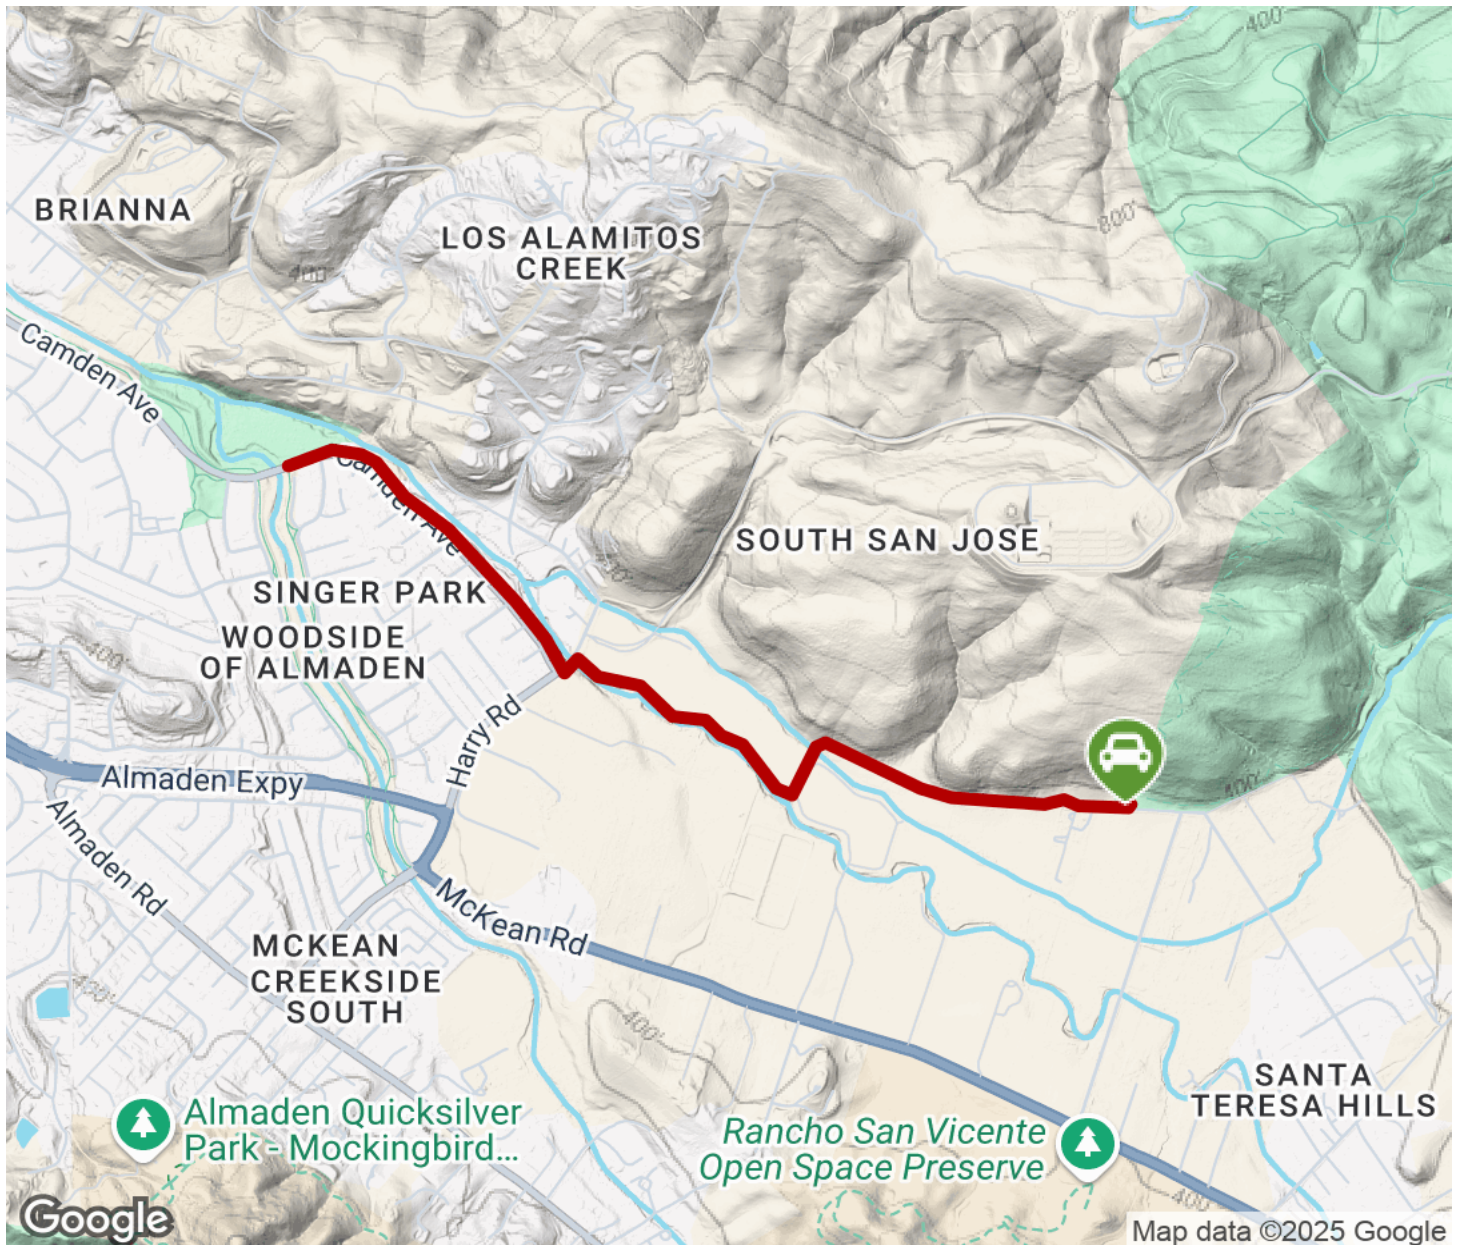 400'
800'
BRIANNA
LOS ALAMITOS
CREEK
400
Camden Ave
Camden Ave
SOUTH SAN JOSE
SINGER PARK
WOODSIDE
OF ALMADEN
400'
Harry Rd
Almaden Expy
400'
Almaden Rd
McKean Rd
MCKEAN
CREEKSIDE
SOUTH
400'
400'
SANTA
TERESA HILLS
Almaden Quicksilver
Park - Mockingbird...
Rancho San Vicente
Open Space Preserve
400'
Google
Map data ©2025 Google